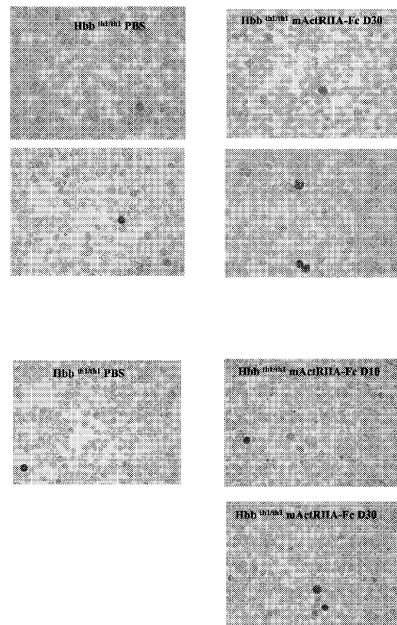 Hbb th1/th1 PBS
Hbb th1/th1 mActRIIA-Fc D30
Hbb th1/th1 PBS
Hbb th1/th1 mActRIIA-Fc D10
Hbb th1/th1 mActRIIA-Fc D30